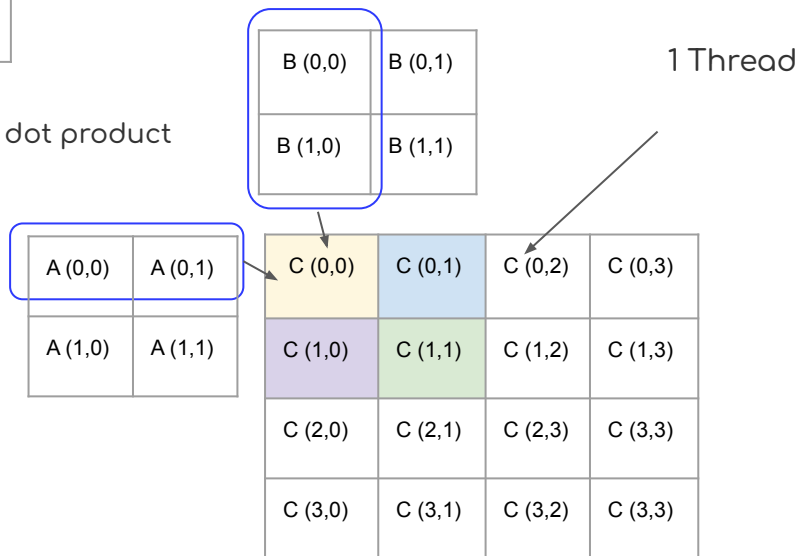 B (0,0) B (0,1)
1 Thread
dot product
B (1,0) B (1,1)
A (0,0) A (0,1)
C (0,0) C (0,1) C (0,2) C (0,3)
A (1,0) A (1,1)
C (1,0) C (1,1) C (1,2) C (1,3)
C (2,0) C (2,1) C (2,3) C (3,3)
C (3,0) C (3,1) C (3,2) C (3,3)